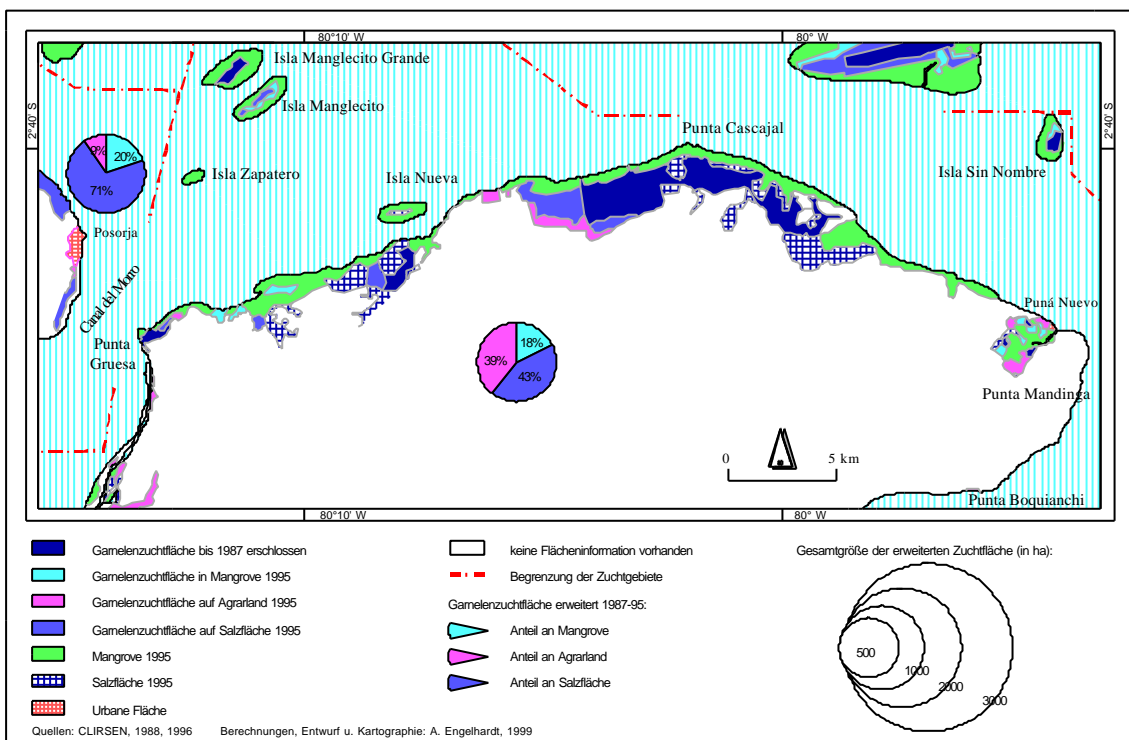 80°10' W
80° W
Isla Manglecito Grande
Isla Manglecito
2°40' S
2°40' S
Punta Cascajal
9%
20%
71%
Isla Zapatero
Isla Nueva
Isla Sin Nombre
Posorja
Canal del Morro
Puná Nuevo
Punta
Gruesa
39%
18%
43%
Punta Mandinga
0
5 km
Punta Boquianchi
80°10' W
80° W
Garnelenzuchtfläche bis 1987 erschlossen
Garnelenzuchtfläche in Mangrove 1995
Garnelenzuchtfläche auf Agrarland 1995
Garnelenzuchtfläche auf Salzfläche 1995
Mangrove 1995
Salzfläche 1995
Urbane Fläche
keine Flächeninformation vorhanden
Begrenzung der Zuchtgebiete
Garnelenzuchtfläche erweitert 1987-95:
Anteil an Mangrove
Anteil an Agrarland
Anteil an Salzfläche
Gesamtgröße der erweiterten Zuchtfläche (in ha):
500
1000
2000
3000
Quellen: CLIRSEN, 1988, 1996 Berechnungen, Entwurf u. Kartographie: A. Engelhardt, 1999